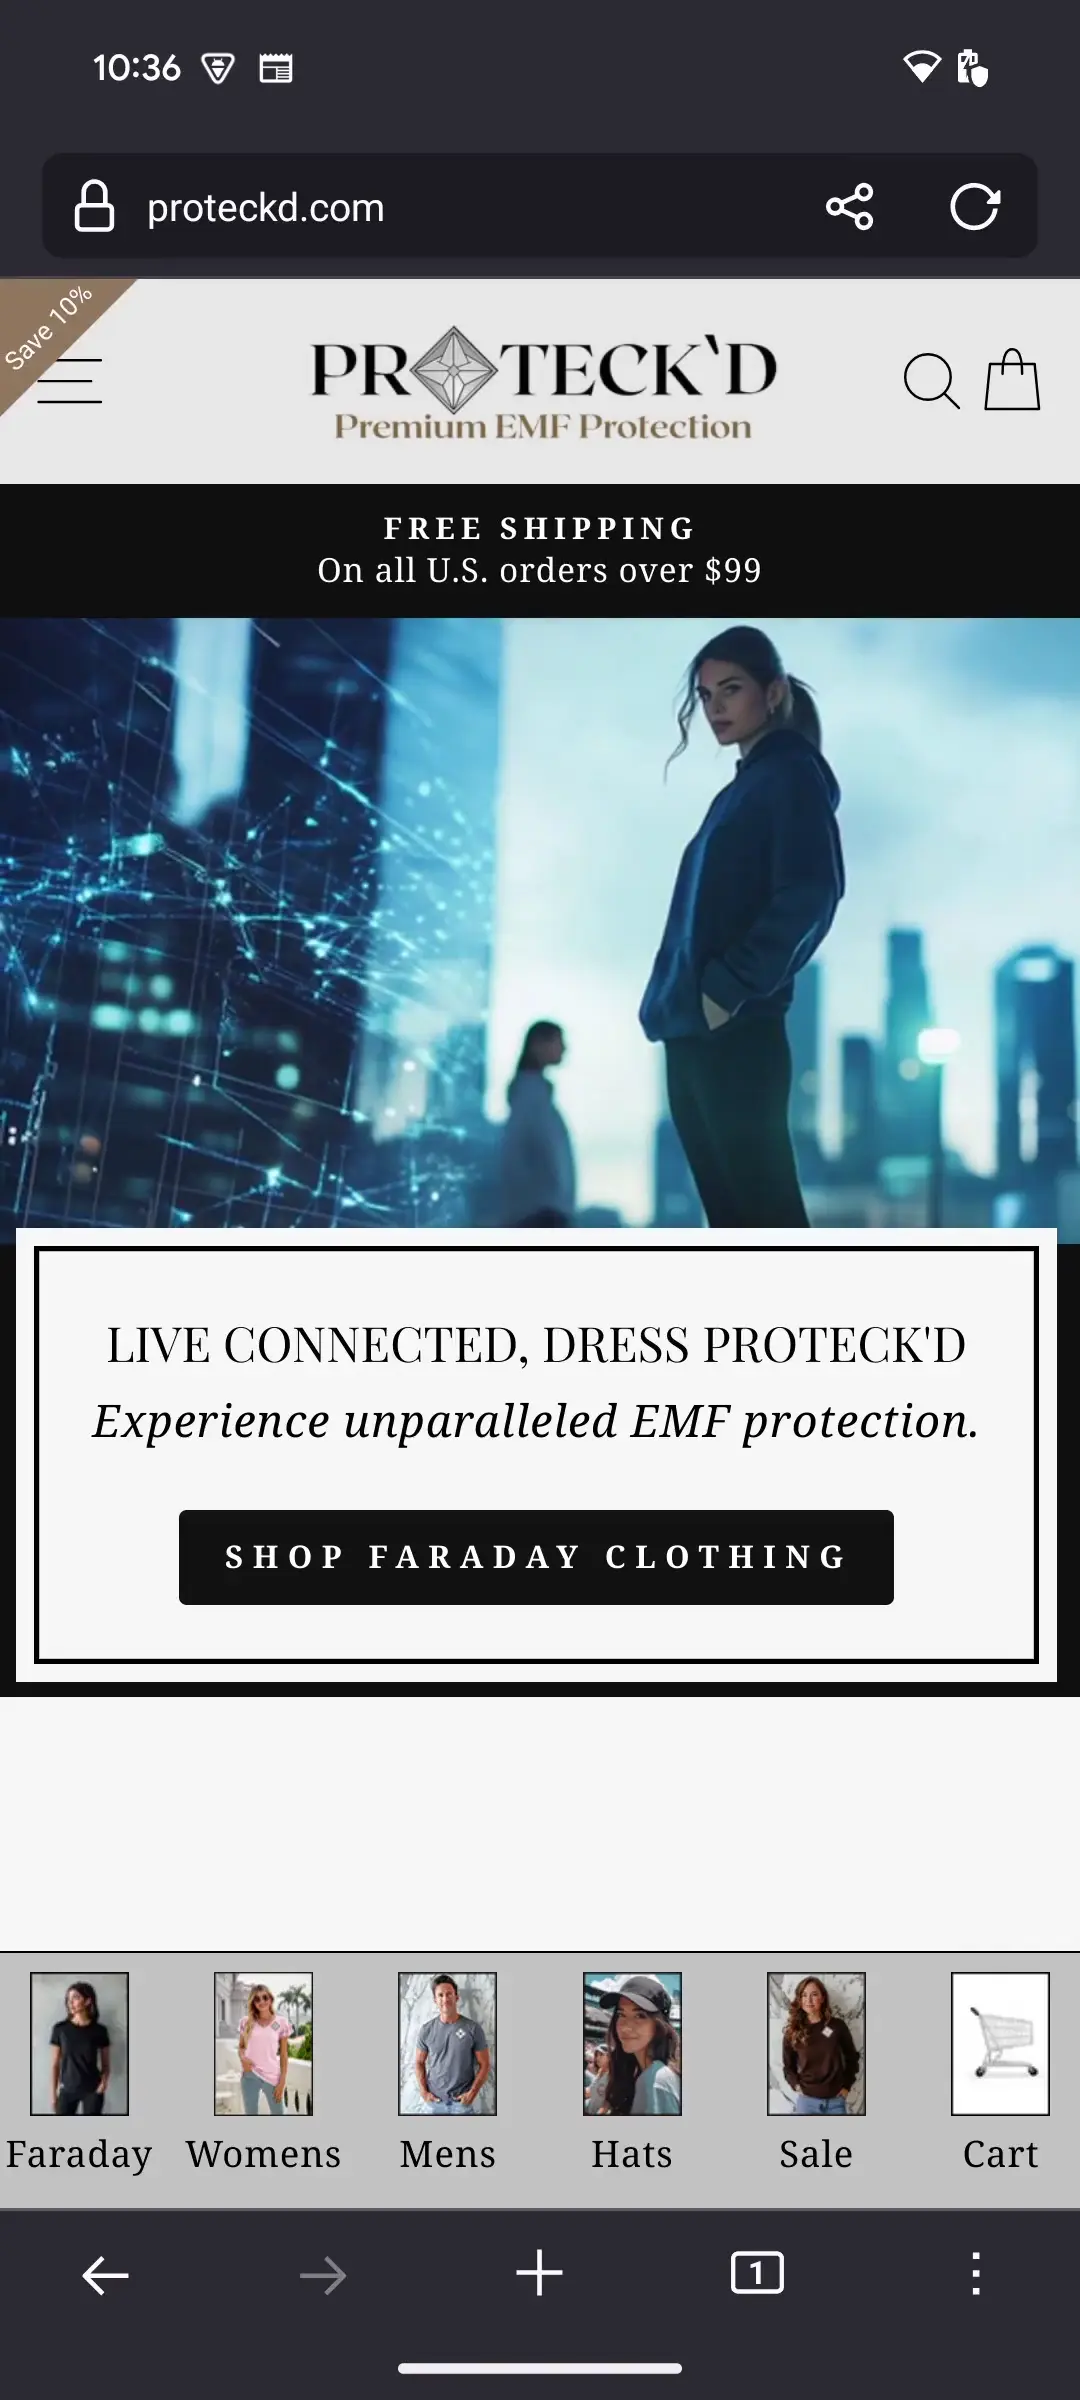 10:36
proteckd.com
Save 10%
PROTECK`D
Premium EMF Protection
FREE SHIPPING
On all U.S. orders over $99
LIVE CONNECTED, DRESS PROTECK'D
Experience unparalleled EMF protection.
SHOP FARADAY CLOTHING
Faraday Womens Mens Hats Sale Cart
1